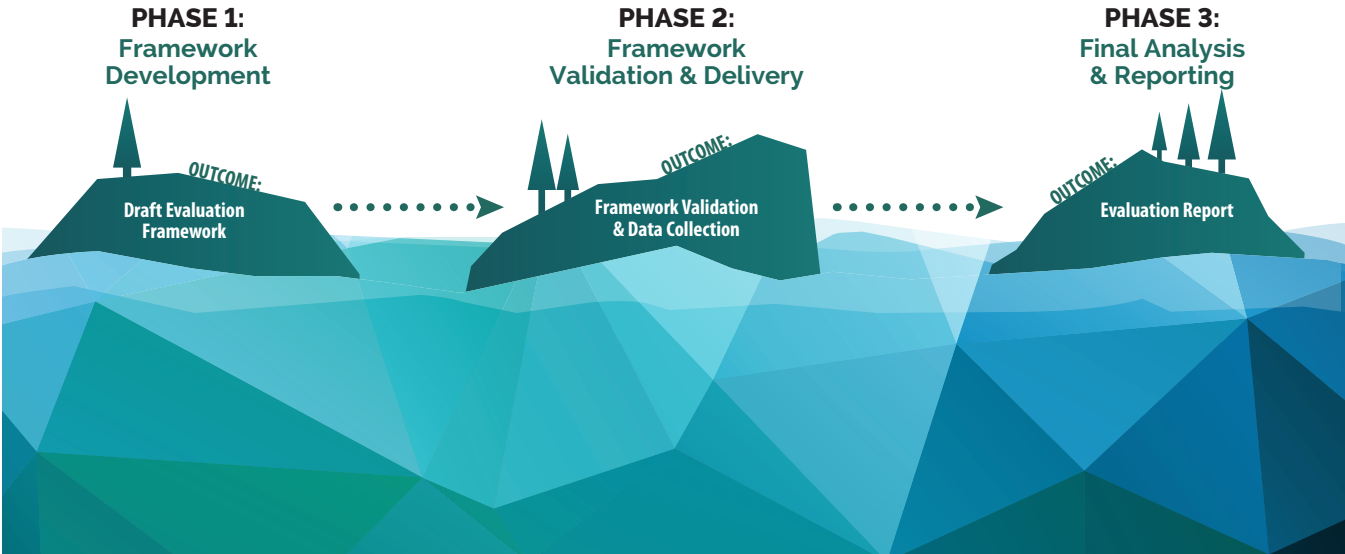 PHASE 1:
Framework
Development
OUTCOME:
Draft Evaluation
Framework
PHASE 2:
Framework
Validation & Delivery
OUTCOME:
Framework Validation
& Data Collection
PHASE 3:
Final Analysis
& Reporting
OUTCOME:
Evaluation Report